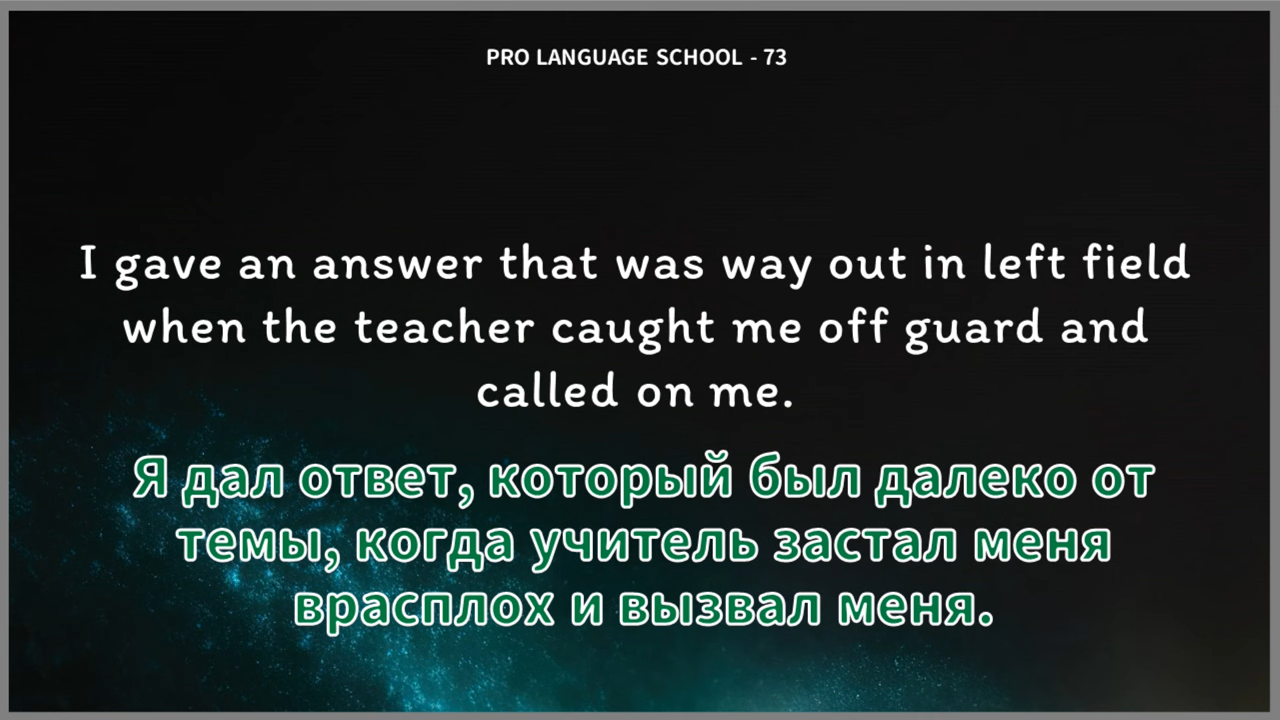 PRO LANGUAGE SCHOOL - 73
I gave an answer that was way out in left field
when the teacher caught me off guard and
called on me.
Я дал ответ, который был далеко от
темы, когда учитель застал меня
врасплох и вызвал меня.